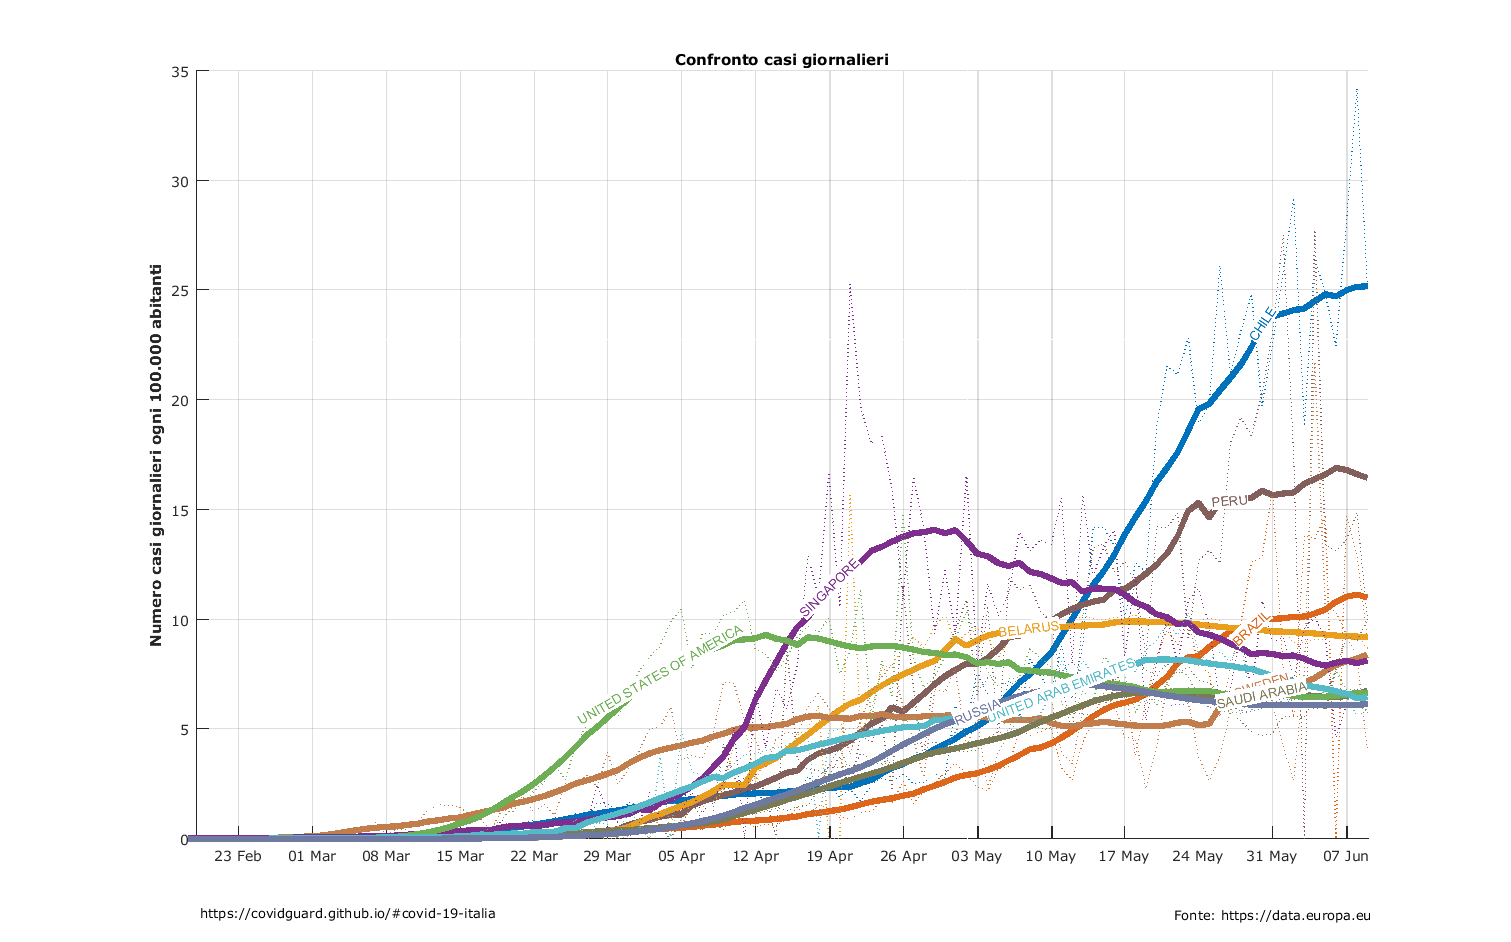 Confronto casi giornalieri
Numero casi giornalieri ogni 100.000 abitanti
35
30
25
20
15
10
5
0
CHILE
PERU
SINGAPORE
BELARUS
BRAZIL
UNITED STATES OF AMERICA
UNITED ARAB EMIRATES
RUSSIA
SWEDEN
SAUDI ARABIA
23 Feb 01 Mar 08 Mar 15 Mar 22 Mar 29 Mar 05 Apr 12 Apr 19 Apr 26 Apr 03 May 10 May 17 May 24 May 31 May 07 Jun
https://covidguard.github.io/#covid-19-italia
Fonte: https://data.europa.eu